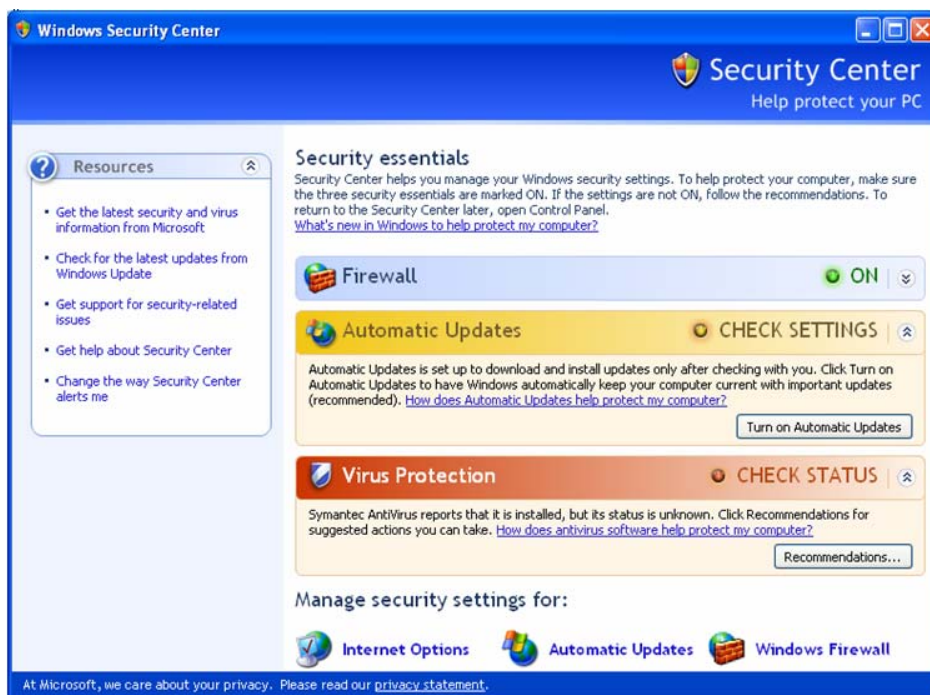 Windows Security Center
Security Center
Help protect your PC
Resources
Get the latest security and virus
information from Microsoft
Check for the latest updates from
Windows Update
Get support for security-related
issues
Get help about Security Center
Change the way Security Center
alerts me
Security essentials
Security Center helps you manage your Windows security settings. To help protect your computer, make sure
the three security essentials are marked ON. If the settings are not ON, follow the recommendations. To
return to the Security Center later, open Control Panel.
What's new in Windows to help protect my computer?
Firewall ON
Automatic Updates CHECK SETTINGS
Automatic Updates is set up to download and install updates only after checking with you. Click Turn on
Automatic Updates to have Windows automatically keep your computer current with important updates
(recommended). How does Automatic Updates help protect my computer?
Turn on Automatic Updates
Virus Protection CHECK STATUS
Symantec AntiVirus reports that it is installed, but its status is unknown. Click Recommendations for
suggested actions you can take. How does antivirus software help protect my computer?
Recommendations...
Manage security settings for:
Internet Options Automatic Updates Windows Firewall
At Microsoft, we care about your privacy. Please read our privacy statement.